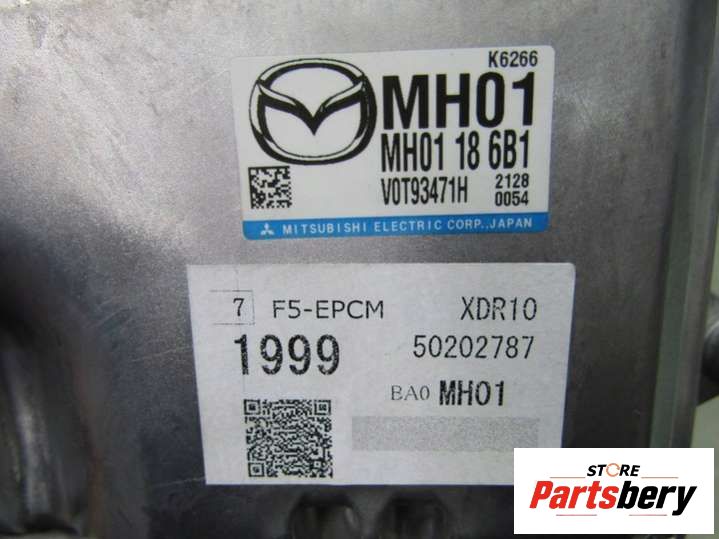 K6266
MH01
MH01 18 6B1
V0T93471H 2128
0054
MITSUBISHI ELECTRIC CORP.,JAPAN
7 F5-EPCM XDR10
1999 50202787
BA0 MH01
STORE
Partsbery